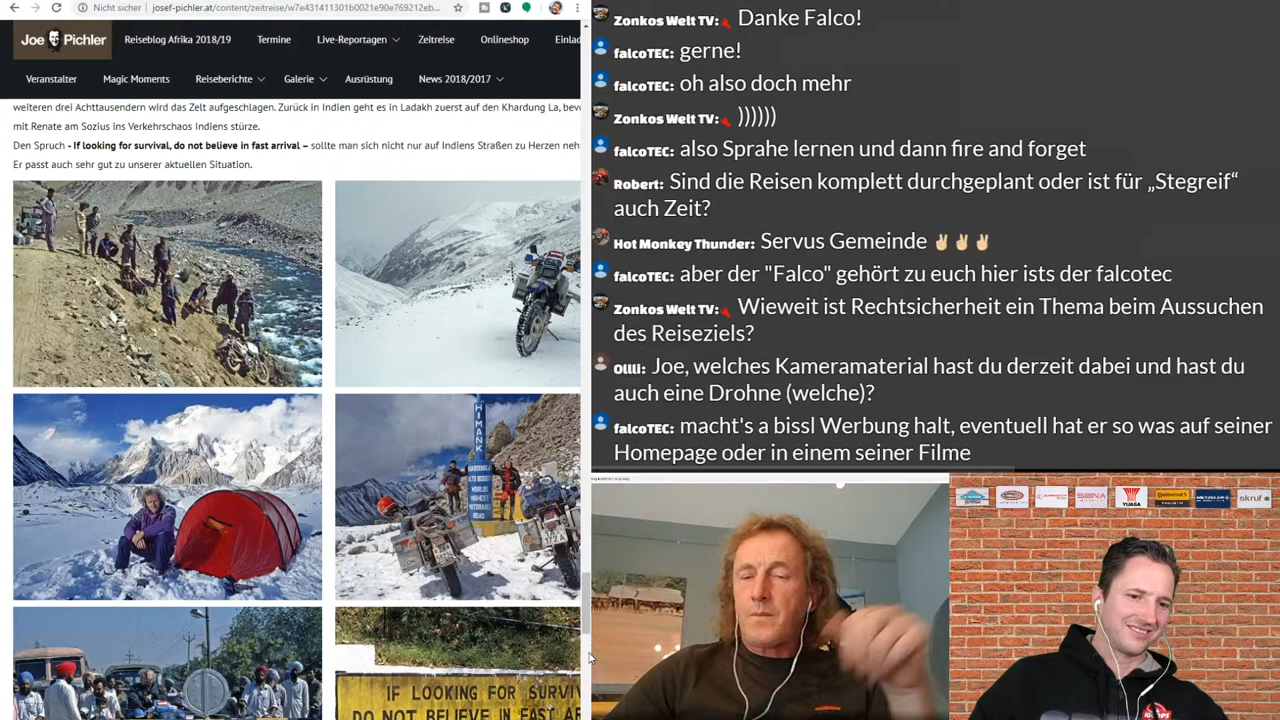 Nicht sicher | josef-pichler.at/content/zeitreise/w7e431411301b0021e90e769212eb...
Joe Pichler
Reiseblog Afrika 2018/19
Termine
Live-Reportagen
Zeitreise
Onlineshop
Einlad
Veranstalter
Magic Moments
Reiseberichte
Galerie
Ausrüstung
News 2018/2017
weiteren drei Achttausendern wird das Zelt aufgeschlagen. Zurück in Indien geht es in Ladakh zuerst auf den Khardung La, bevo
mit Renate am Sozius ins Verkehrschaos Indiens stürze.
Den Spruch - If looking for survival, do not believe in fast arrival – sollte man sich nicht nur auf Indiens Straßen zu Herzen neh
Er passt auch sehr gut zu unserer aktuellen Situation.
HIMANK
IF LOOKING FOR SURVIV
DO NOT BELIEVE IN FAST AR
Zonkos Welt TV: Danke Falco!
falcoTEC: gerne!
falcoTEC: oh also doch mehr
Zonkos Welt TV: ))))))
falcoTEC: also Sprahe lernen und dann fire and forget
Robert: Sind die Reisen komplett durchgeplant oder ist für „Stegreif“
auch Zeit?
Hot Monkey Thunder: Servus Gemeinde ✌🏻✌🏻✌🏻
falcoTEC: aber der "Falco" gehört zu euch hier ists der falcotec
Zonkos Welt TV: Wieweit ist Rechtsicherheit ein Thema beim Aussuchen
des Reiseziels?
Ollli: Joe, welches Kameramaterial hast du derzeit dabei und hast du
auch eine Drohne (welche)?
falcoTEC: macht's a bissl Werbung halt, eventuell hat er so was auf seiner
Homepage oder in einem seiner Filme
SENA
YUASA
METZELER
skruf